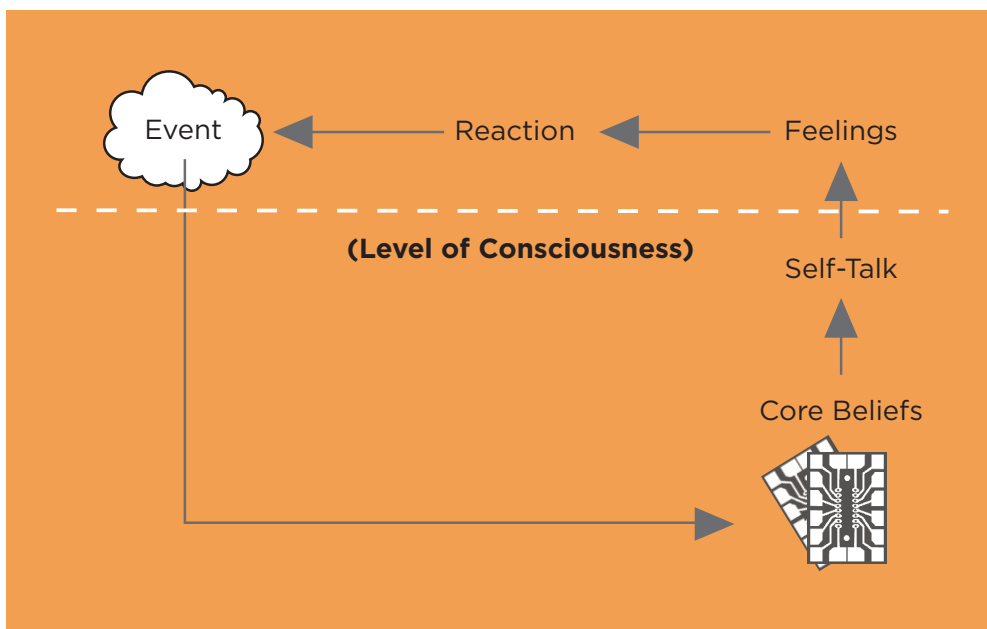 Event
Reaction
Feelings
(Level of Consciousness)
Self-Talk
Core Beliefs